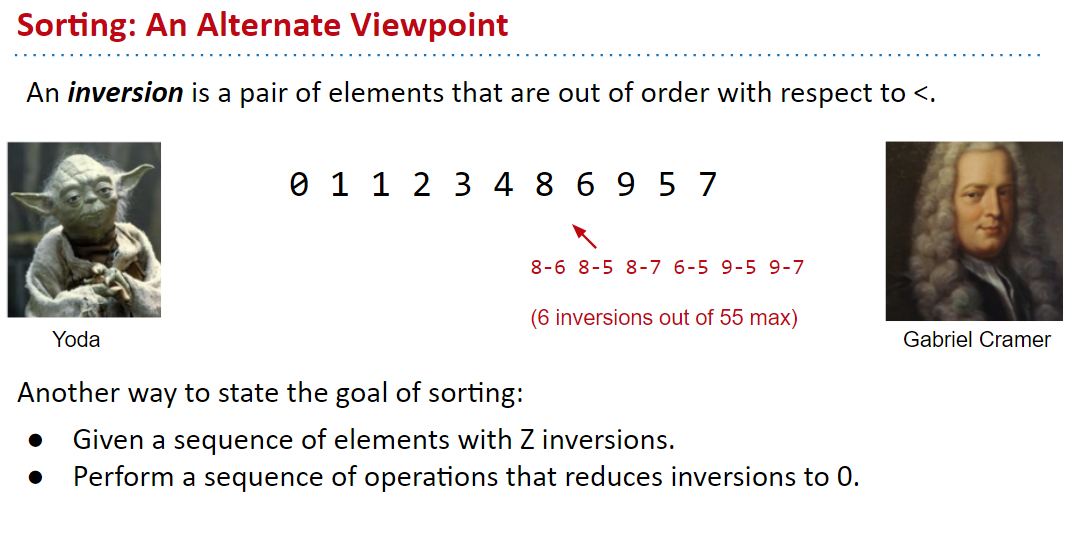 Sorting: An Alternate Viewpoint
An inversion is a pair of elements that are out of order with respect to <.
0 1 1 2 3 4 8 6 9 5 7
8-6 8-5 8-7 6-5 9-5 9-7
(6 inversions out of 55 max)
Yoda
Gabriel Cramer
Another way to state the goal of sorting:
● Given a sequence of elements with Z inversions.
● Perform a sequence of operations that reduces inversions to 0.